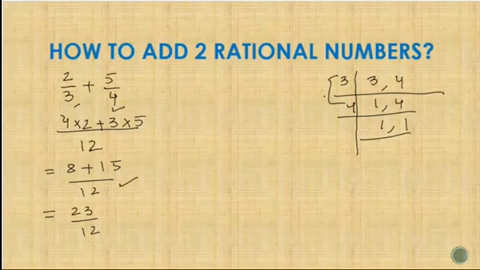 HOW TO ADD 2 RATIONAL NUMBERS?
2/3 + 5/4
4×2+3×5
12
= 8+15
12
= 23
12
3 | 3, 4
4 | 1, 4
1, 1